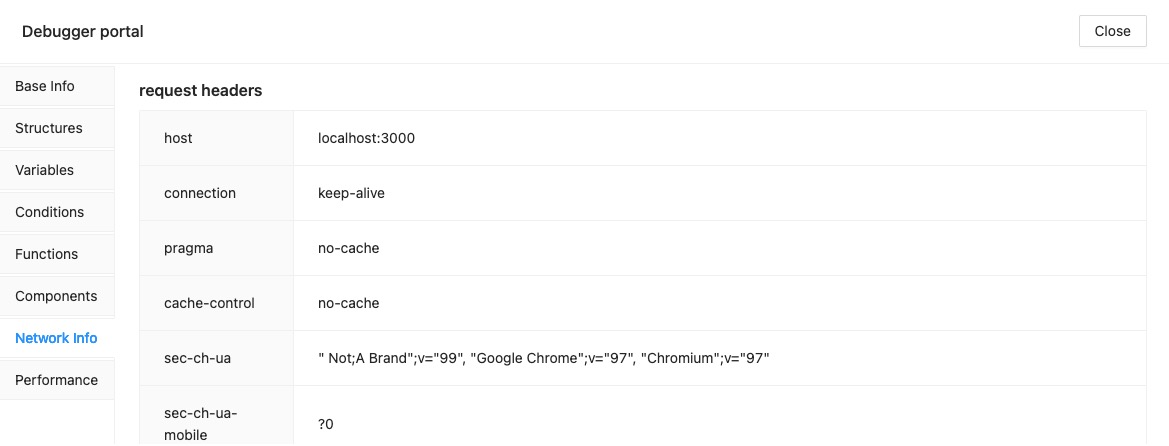 Debugger portal
Close
Base Info
Structures
Variables
Conditions
Functions
Components
Network Info
Performance
request headers
host
localhost:3000
connection
keep-alive
pragma
no-cache
cache-control
no-cache
sec-ch-ua
" Not;A Brand";v="99", "Google Chrome";v="97", "Chromium";v="97"
sec-ch-ua-
mobile
?0